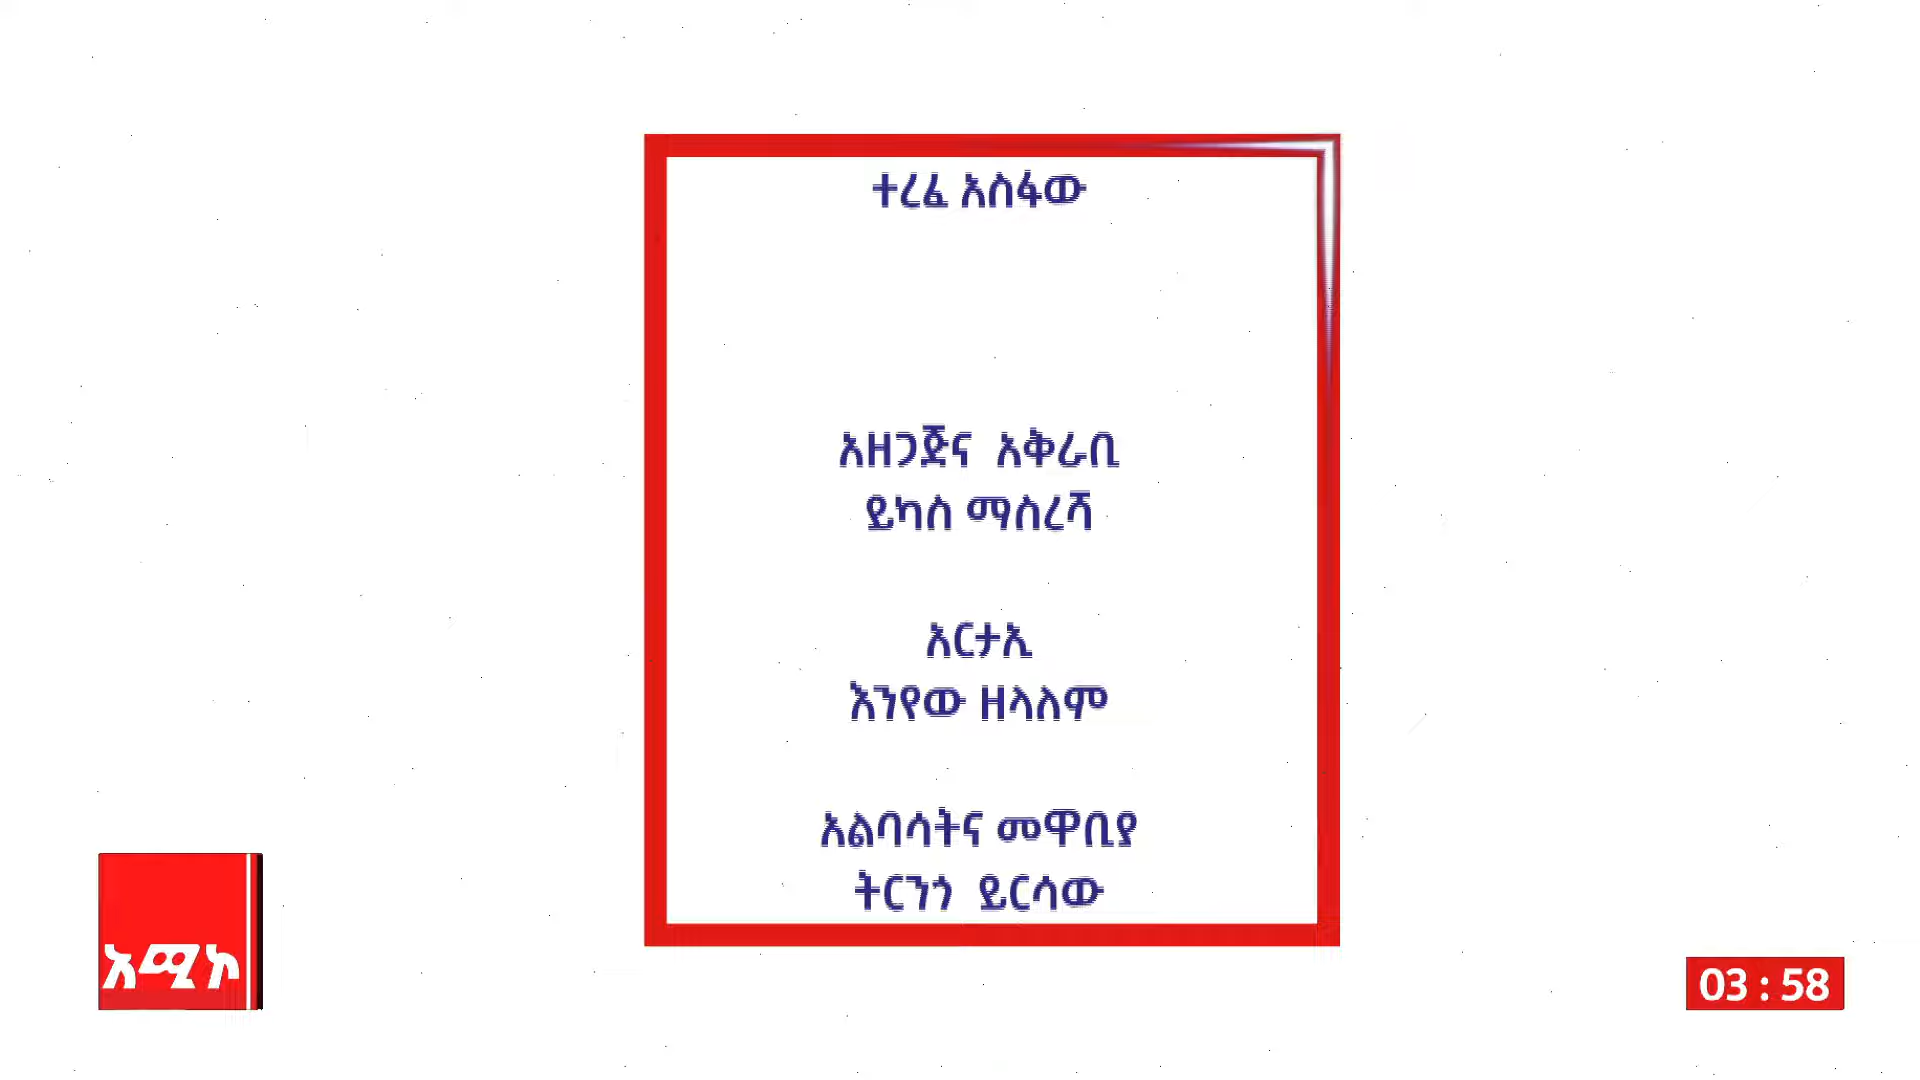 ተረፈ አስፋው
አዘጋጅና አቅራቢ
ይካስ ማስረሻ
አርታኢ
እንየው ዘላለም
አልባሳትና መዋቢያ
ትርንጎ ይርሳው
አሚኮ
03 : 58